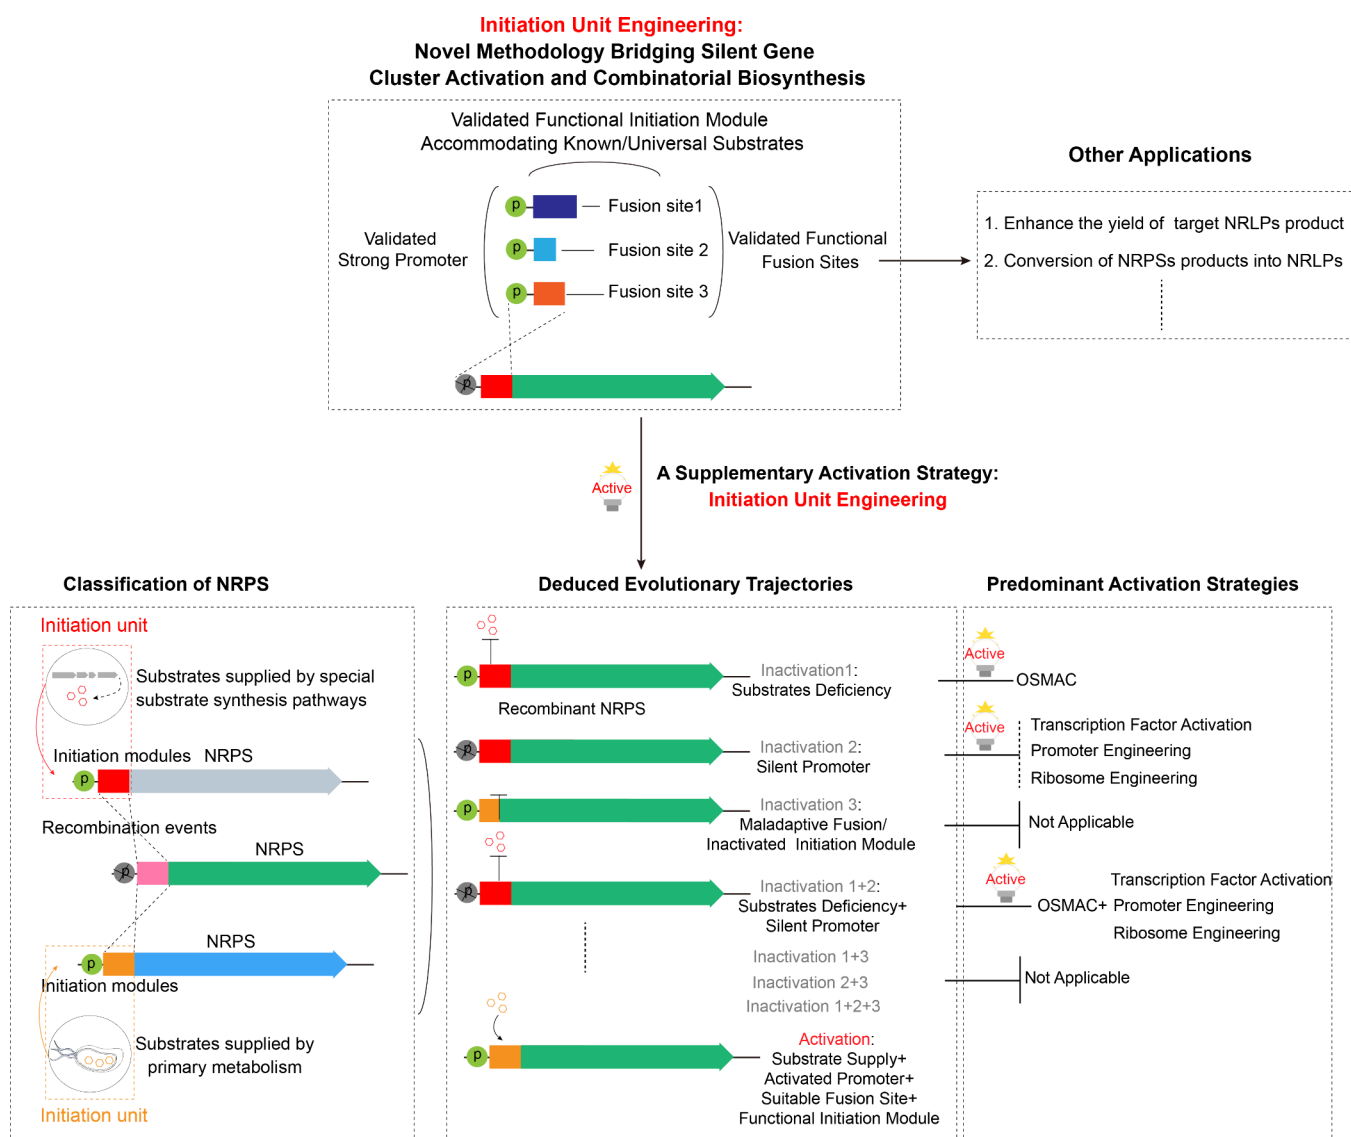 Initiation Unit Engineering:
Novel Methodology Bridging Silent Gene
Cluster Activation and Combinatorial Biosynthesis
Validated Functional Initiation Module
Accommodating Known/Universal Substrates
p
Fusion site1
p
Fusion site 2
p
Fusion site 3
Validated
Strong Promoter
Validated Functional
Fusion Sites
p
Other Applications
1. Enhance the yield of target NRLPs product
2. Conversion of NRPSs products into NRLPs
Active
A Supplementary Activation Strategy:
Initiation Unit Engineering
Classification of NRPS
Initiation unit
Substrates supplied by special
substrate synthesis pathways
Initiation modules NRPS
p
Recombination events
NRPS
p
NRPS
p
Initiation modules
Substrates supplied by
primary metabolism
Initiation unit
Deduced Evolutionary Trajectories
p
Inactivation1:
Substrates Deficiency
Recombinant NRPS
p
Inactivation 2:
Silent Promoter
p
Inactivation 3:
Maladaptive Fusion/
Inactivated Initiation Module
p
Inactivation 1+2:
Substrates Deficiency+
Silent Promoter
Inactivation 1+3
Inactivation 2+3
Inactivation 1+2+3
p
Activation:
Substrate Supply+
Activated Promoter+
Suitable Fusion Site+
Functional Initiation Module
Predominant Activation Strategies
Active
OSMAC
Active
Transcription Factor Activation
Promoter Engineering
Ribosome Engineering
Not Applicable
Active
Transcription Factor Activation
OSMAC+ Promoter Engineering
Ribosome Engineering
Not Applicable